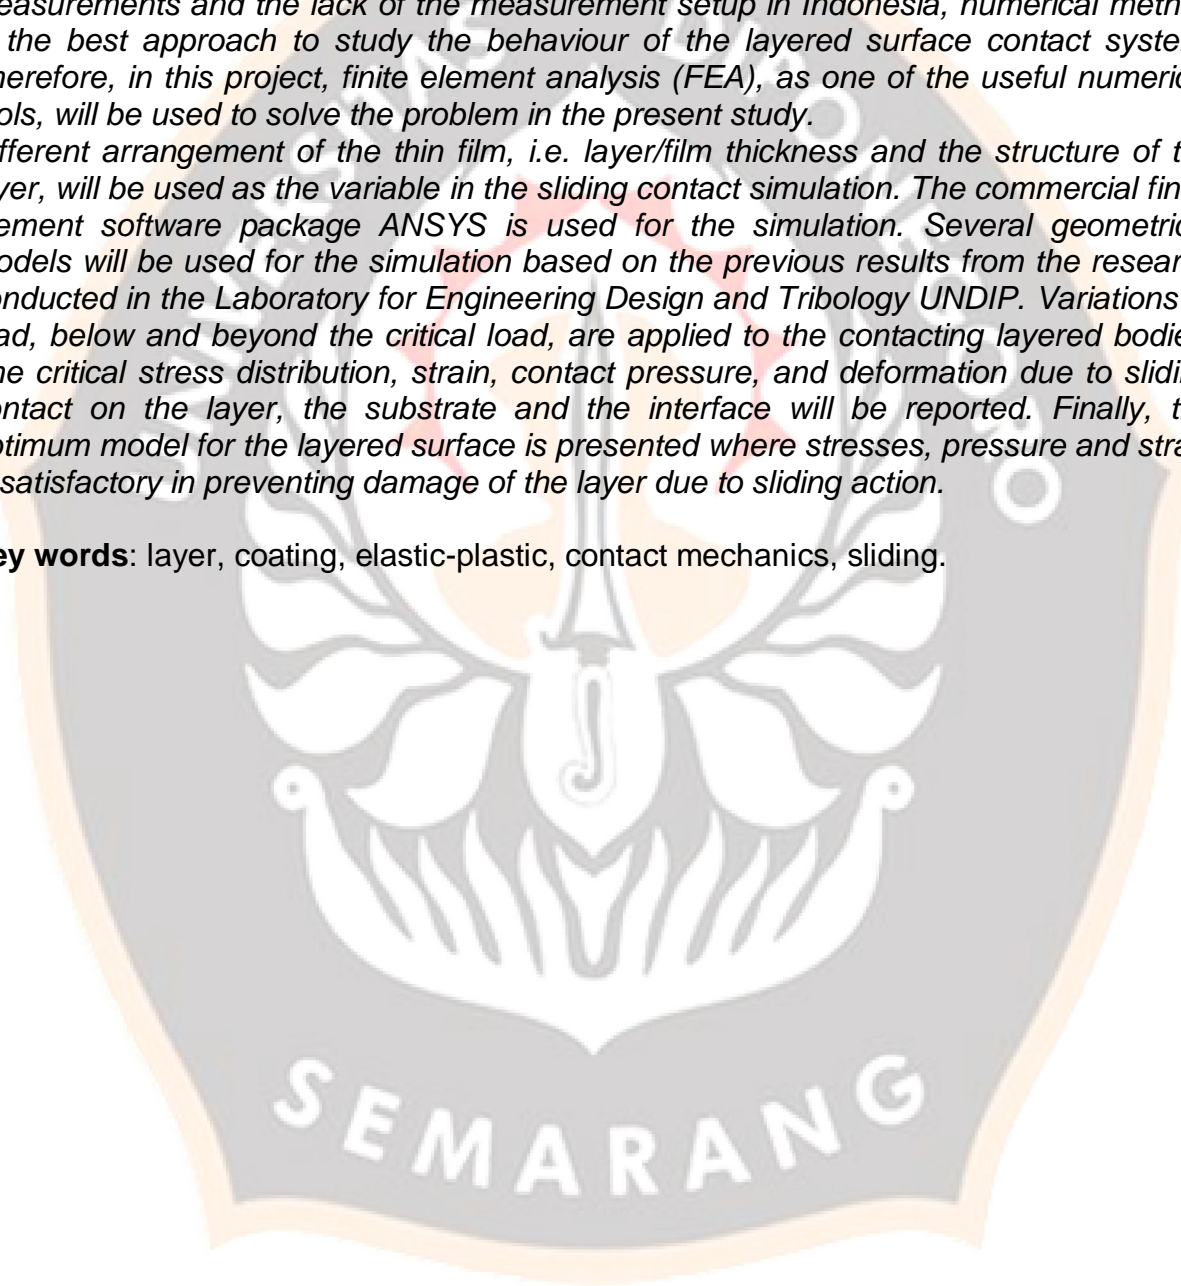 easurements and the lack of the measurement setup in Indonesia, numerical meth
the best approach to study the behaviour of the layered surface contact syste
herefore, in this project, finite element analysis (FEA), as one of the useful numeric
ols, will be used to solve the problem in the present study.
fferent arrangement of the thin film, i.e. layer/film thickness and the structure of t
yer, will be used as the variable in the sliding contact simulation. The commercial fin
ement software package ANSYS is used for the simulation. Several geometric
odels will be used for the simulation based on the previous results from the resear
onducted in the Laboratory for Engineering Design and Tribology UNDIP. Variations
ad, below and beyond the critical load, are applied to the contacting layered bodie
he critical stress distribution, strain, contact pressure, and deformation due to slidi
ontact on the layer, the substrate and the interface will be reported. Finally, t
ptimum model for the layered surface is presented where stresses, pressure and stra
satisfactory in preventing damage of the layer due to sliding action.
ey words: layer, coating, elastic-plastic, contact mechanics, sliding.
UNIVERSITAS DIPONEGORO
SEMARANG